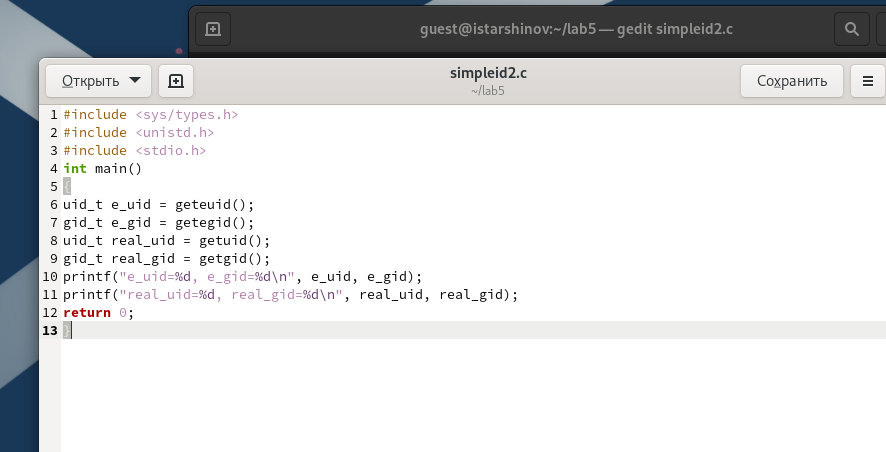 guest@istarshinov:~/lab5 — gedit simpleid2.c
Открыть
simpleid2.c
~/lab5
Сохранить
1 #include <sys/types.h>
2 #include <unistd.h>
3 #include <stdio.h>
4 int main()
5 {
6 uid_t e_uid = geteuid();
7 gid_t e_gid = getegid();
8 uid_t real_uid = getuid();
9 gid_t real_gid = getgid();
10 printf("e_uid=%d, e_gid=%d\n", e_uid, e_gid);
11 printf("real_uid=%d, real_gid=%d\n", real_uid, real_gid);
12 return 0;
13 }